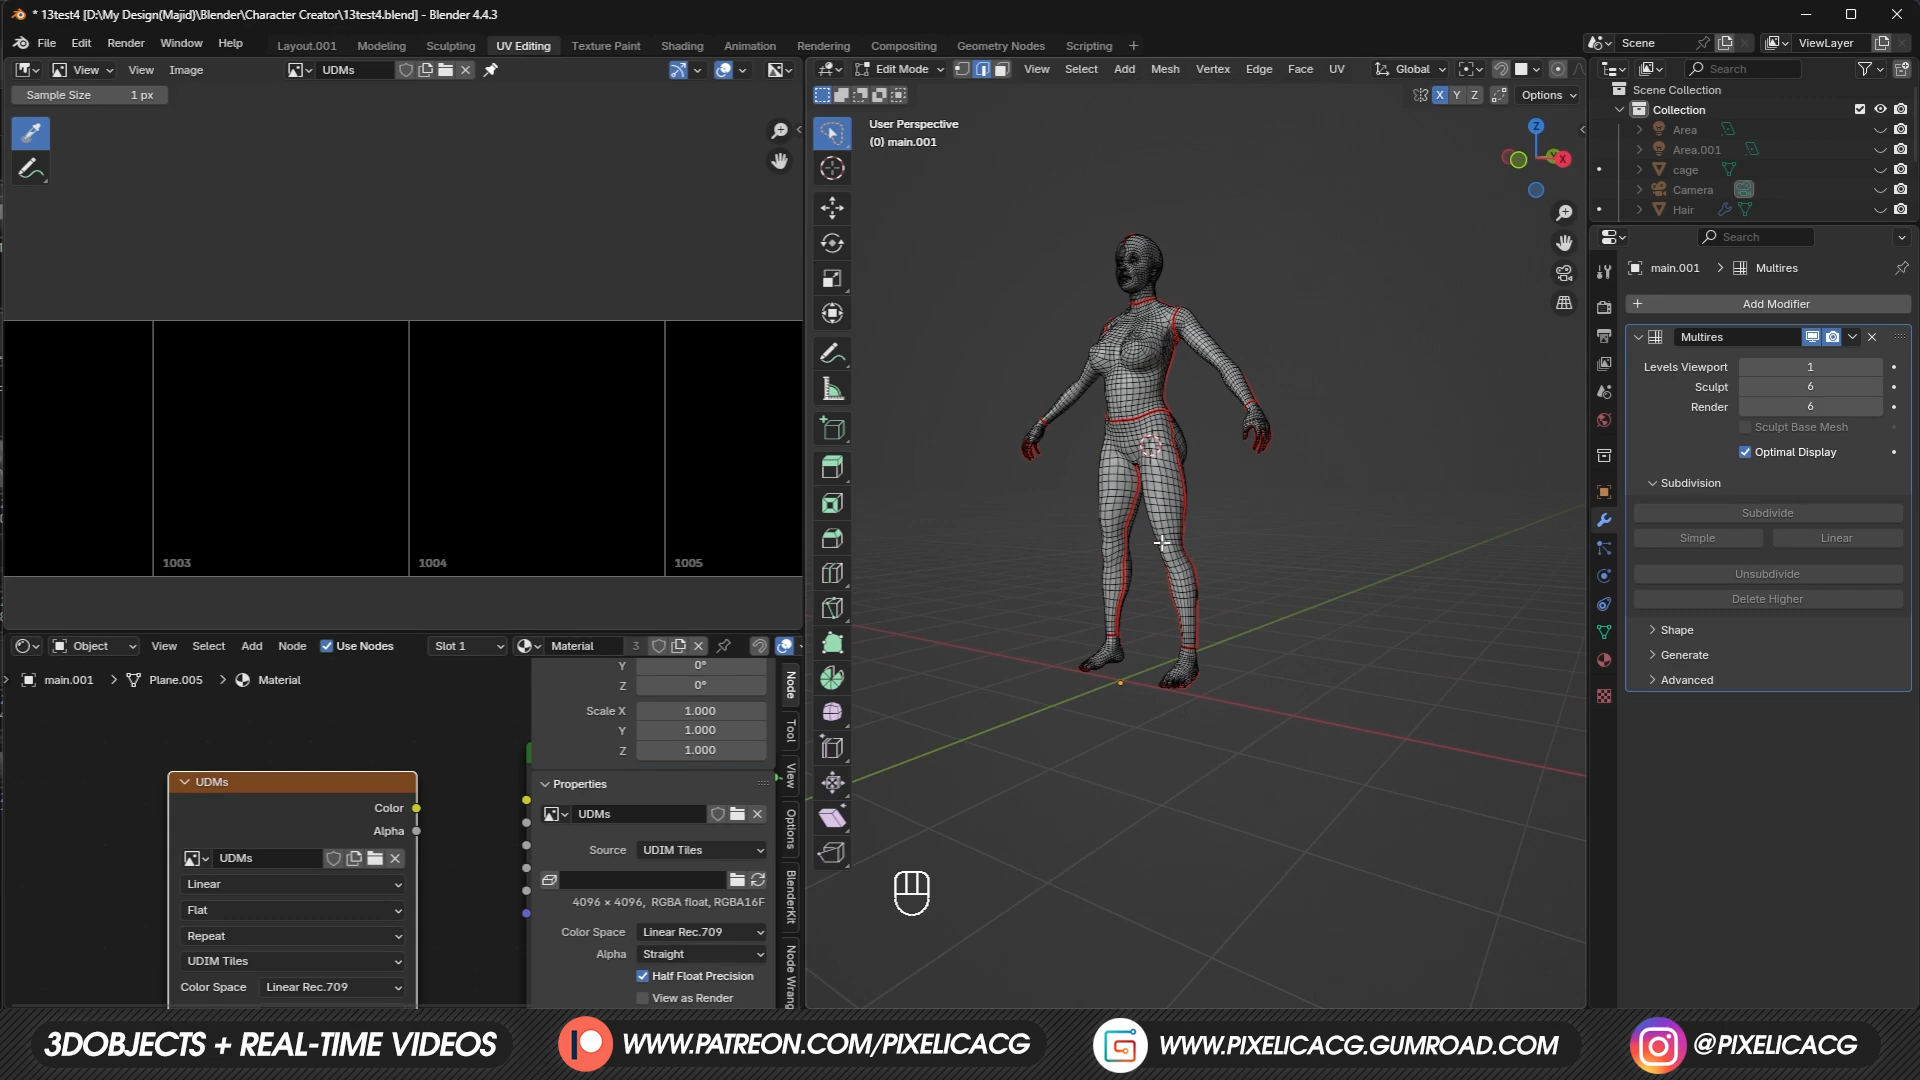 * 13test4 [D:\My Design(Majid)\Blender\Character Creator\13test4.blend] - Blender 4.4.3
File Edit Render Window Help Layout.001 Modeling Sculpting UV Editing Texture Paint Shading Animation Rendering Compositing Geometry Nodes Scripting + Scene ViewLayer
View View Image UDMs
Edit Mode View Select Add Mesh Vertex Edge Face UV Global
Search
Sample Size 1 px
X Y Z Options
User Perspective
(0) main.001
Z
X
Scene Collection
Collection
Area
Area.001
cage
Camera
Hair
Search
main.001 > Multires
+ Add Modifier
Multires
Levels Viewport 1
Sculpt 6
Render 6
Sculpt Base Mesh
Optimal Display
Subdivision
Subdivide
Simple Linear
Unsubdivide
Delete Higher
Shape
Generate
Advanced
1003 1004 1005
Object View Select Add Node Use Nodes Slot 1 Material 3
main.001 > Plane.005 > Material
Y 0°
Z 0°
Scale X 1.000
Y 1.000
Z 1.000
Properties
UDMs
Source UDIM Tiles
4096 × 4096, RGBA float, RGBA16F
Color Space Linear Rec.709
Alpha Straight
Half Float Precision
View as Render
Node
Tool
View
Options
BlenderKit
Node Wrang
UDMs
Color
Alpha
UDMs
Linear
Flat
Repeat
UDIM Tiles
Color Space Linear Rec.709
3DOBJECTS + REAL-TIME VIDEOS WWW.PATREON.COM/PIXELICACG WWW.PIXELICACG.GUMROAD.COM @PIXELICACG